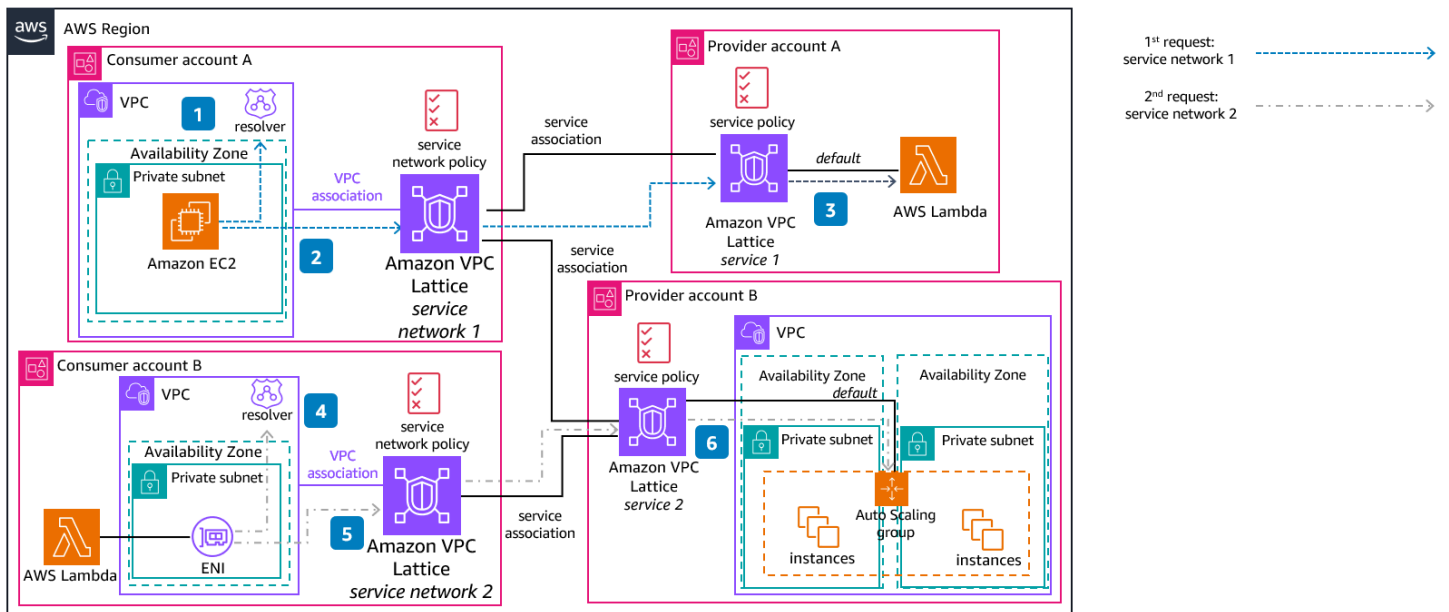 aws
AWS Region
Consumer account A
VPC
1
resolver
Availability Zone
Private subnet
Amazon EC2
2
VPC
association
service
network policy
Amazon VPC
Lattice
service
network 1
service
association
service
association
Provider account A
service policy
Amazon VPC
Lattice
service 1
default
3
AWS Lambda
1st request:
service network 1
2nd request:
service network 2
Consumer account B
VPC
resolver
4
Availability Zone
Private subnet
AWS Lambda
ENI
5
VPC
association
service
network policy
Amazon VPC
Lattice
service network 2
service
association
Provider account B
service policy
Amazon VPC
Lattice
service 2
6
VPC
Availability Zone
default
Availability Zone
Private subnet
Private subnet
Auto Scaling
group
instances
instances